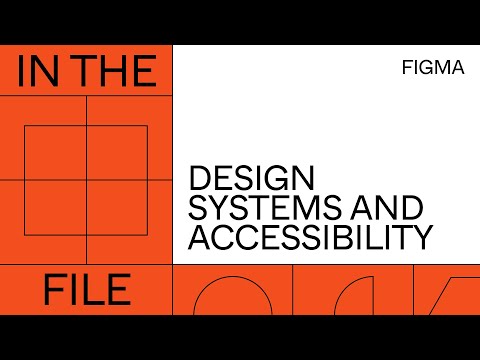 IN THE
FIGMA
DESIGN
SYSTEMS AND
ACCESSIBILITY
FILE